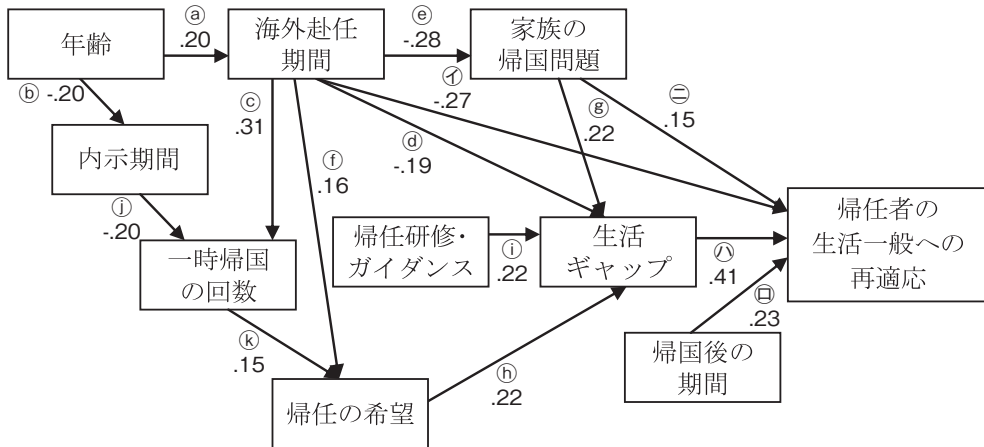 年齢
ⓐ
.20
海外赴任
期間
ⓔ
-.28
家族の
帰国問題
ⓑ -.20
ⓒ
.31
㋑
-.27
ⓖ
.22
㊁
.15
内示期間
ⓓ
-.19
ⓕ
.16
ⓙ
-.20
一時帰国
の回数
帰任研修・
ガイダンス
ⓘ
.22
生活
ギャップ
㋩
.41
帰任者の
生活一般への
再適応
㋺
.23
帰国後の
期間
ⓚ
.15
ⓗ
.22
帰任の希望